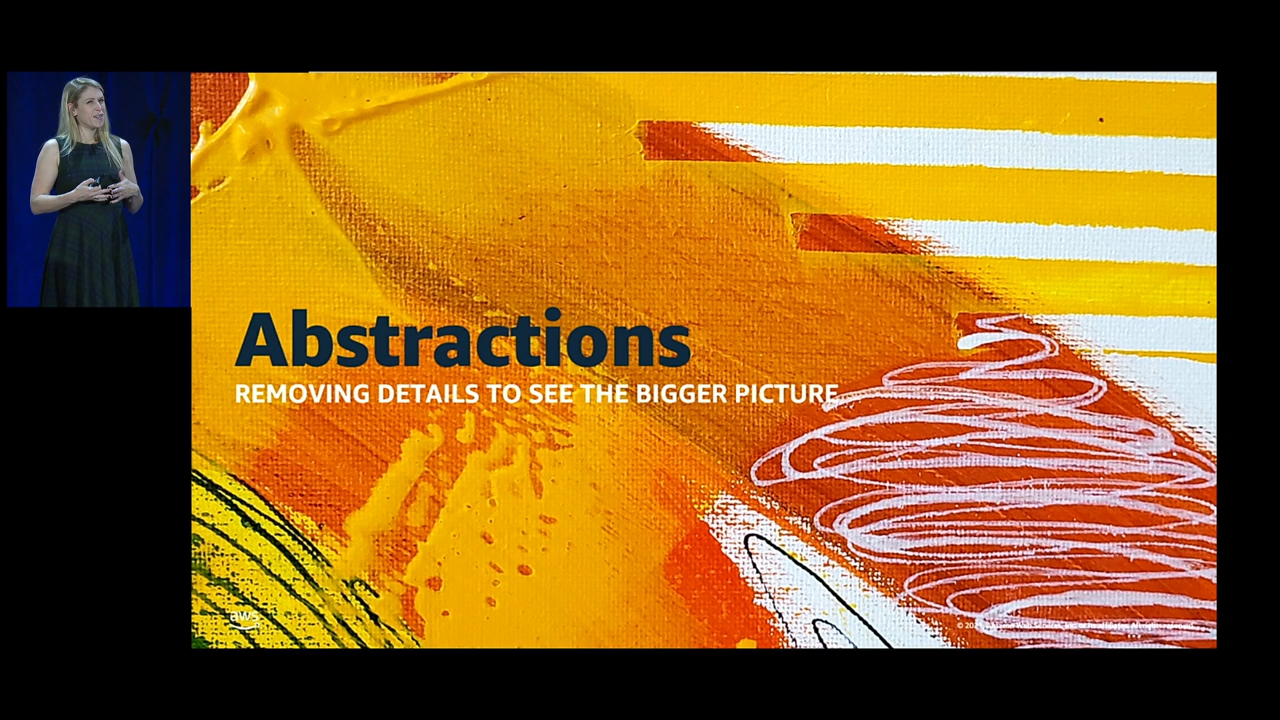 Abstractions
REMOVING DETAILS TO SEE THE BIGGER PICTURE
aws